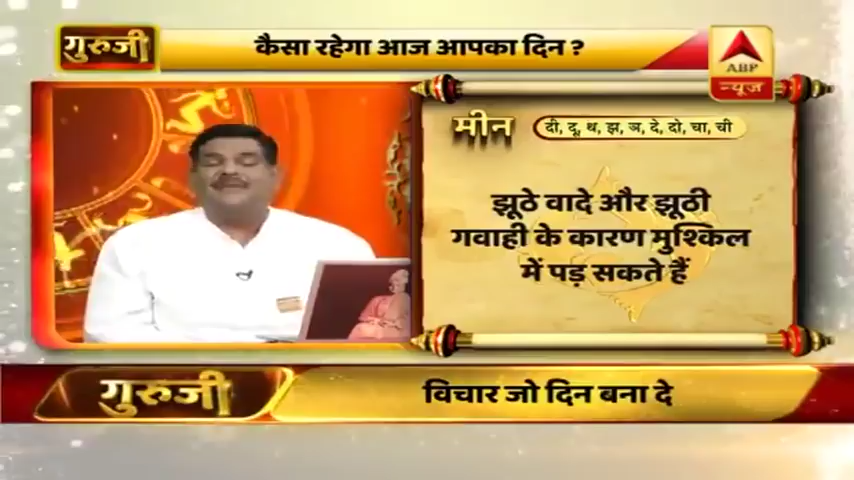 गुरुजी
कैसा रहेगा आज आपका दिन ?
ABP
न्यूज़
मीन
दी, दू, थ, झ, ञ, दे, दो, चा, ची
झूठे वादे और झूठी
गवाही के कारण मुश्किल
में पड़ सकते हैं
गुरुजी
विचार जो दिन बना दे